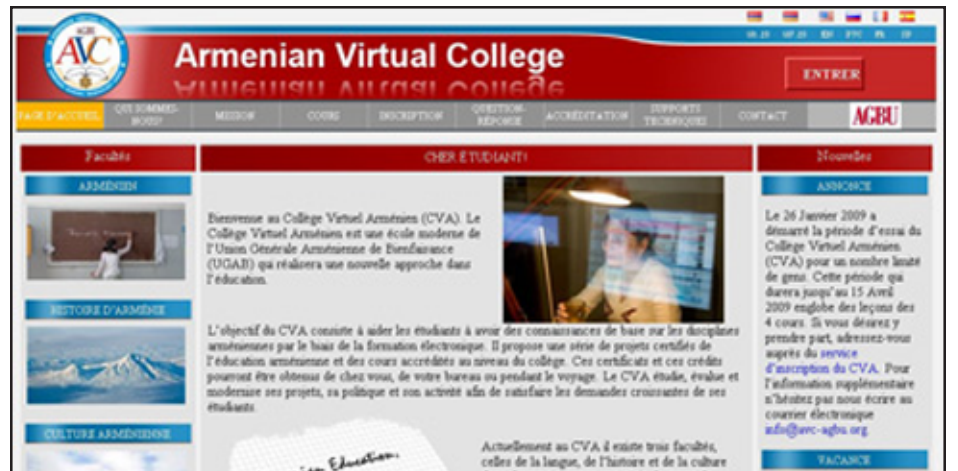 AGBU
AVC
Armenian Virtual College
EN РУС FR SP
ENTRER
PAGE D'ACCUEIL
QUI SOMMES-
NOUS?
MISSION
COURS
INSCRIPTION
QUESTION-
RÉPONSE
ACCRÉDITATION
SUPPORTS
TECHNIQUES
CONTACT
AGBU
Facultés
ARMÉNIEN
HISTOIRE D'ARMÉNIE
CULTURE ARMÉNIENNE
CHER ÉTUDIANT!
Bienvenue au Collège Virtuel Arménien (CVA). Le
Collège Virtuel Arménien est une école moderne de
l'Union Générale Arménienne de Bienfaisance
(UGAB) qui réalisera une nouvelle approche dans
l'éducation.
L'objectif du CVA consiste à aider les étudiants à avoir des connaissances de base sur les disciplines
arméniennes par le biais de la formation électronique. Il propose une série de projets certifiés de
l'éducation arménienne et des cours accrédités au niveau du collège. Ces certificats et ces crédits
pourront être obtenus de chez vous, de votre bureau ou pendant le voyage. Le CVA étudie, évalue et
modernise ses projets, sa politique et son activité afin de satisfaire les demandes croissantes de ses
étudiants.
Education.
Actuellement au CVA il existe trois facultés,
celles de la langue, de l'histoire et de la culture
Nouvelles
ANNONCE
Le 26 Janvier 2009 a
démarré la période d'essai du
Collège Virtuel Arménien
(CVA) pour un nombre limité
de gens. Cette période qui
durera jusqu'au 15 Avril
2009 englobe des leçons des
4 cours. Si vous désirez y
prendre part, adressez-vous
auprès du service
d'inscription du CVA. Pour
l'information supplémentaire
n'hésitez pas nous écrire au
courrier électronique
info@avc-agbu.org.
VACANCE